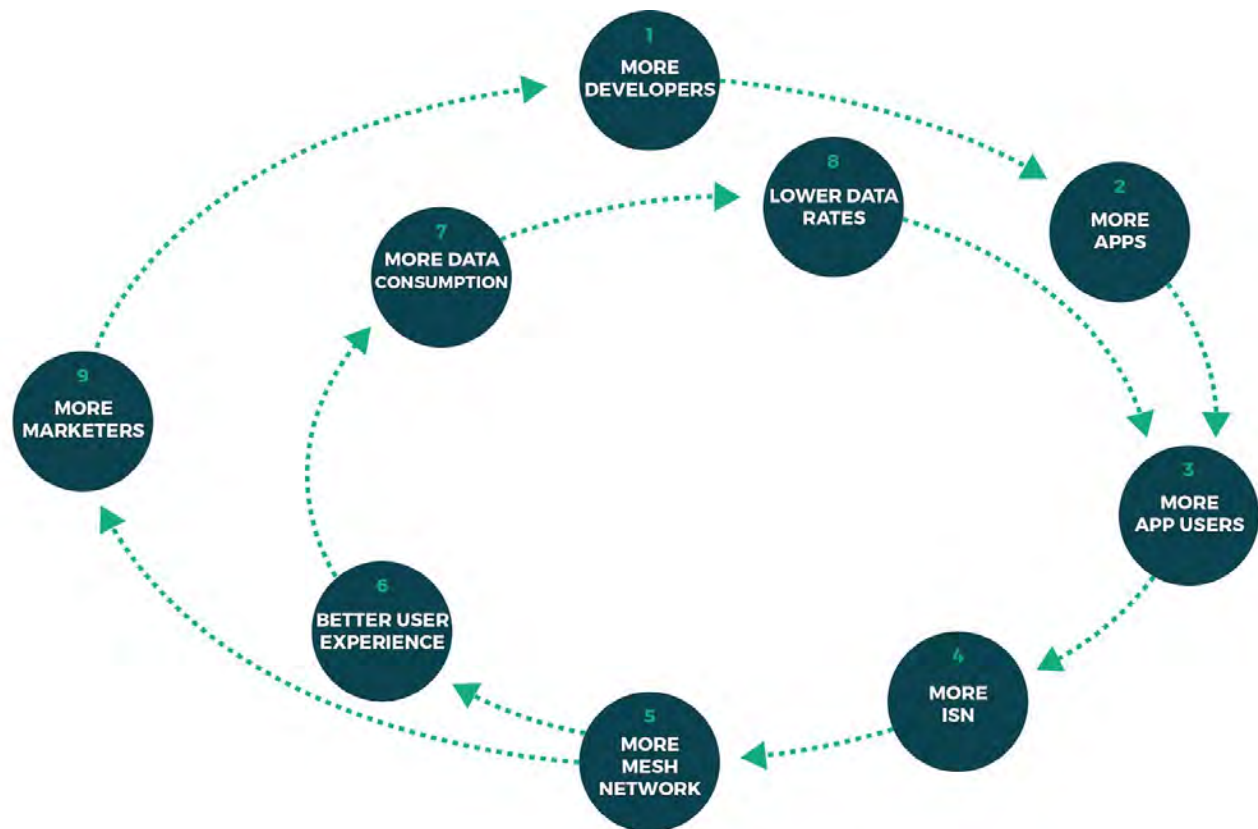 1
MORE
DEVELOPERS
2
MORE
APPS
3
MORE
APP USERS
4
MORE
ISN
5
MORE
MESH
NETWORK
6
BETTER USER
EXPERIENCE
7
MORE DATA
CONSUMPTION
8
LOWER DATA
RATES
9
MORE
MARKETERS